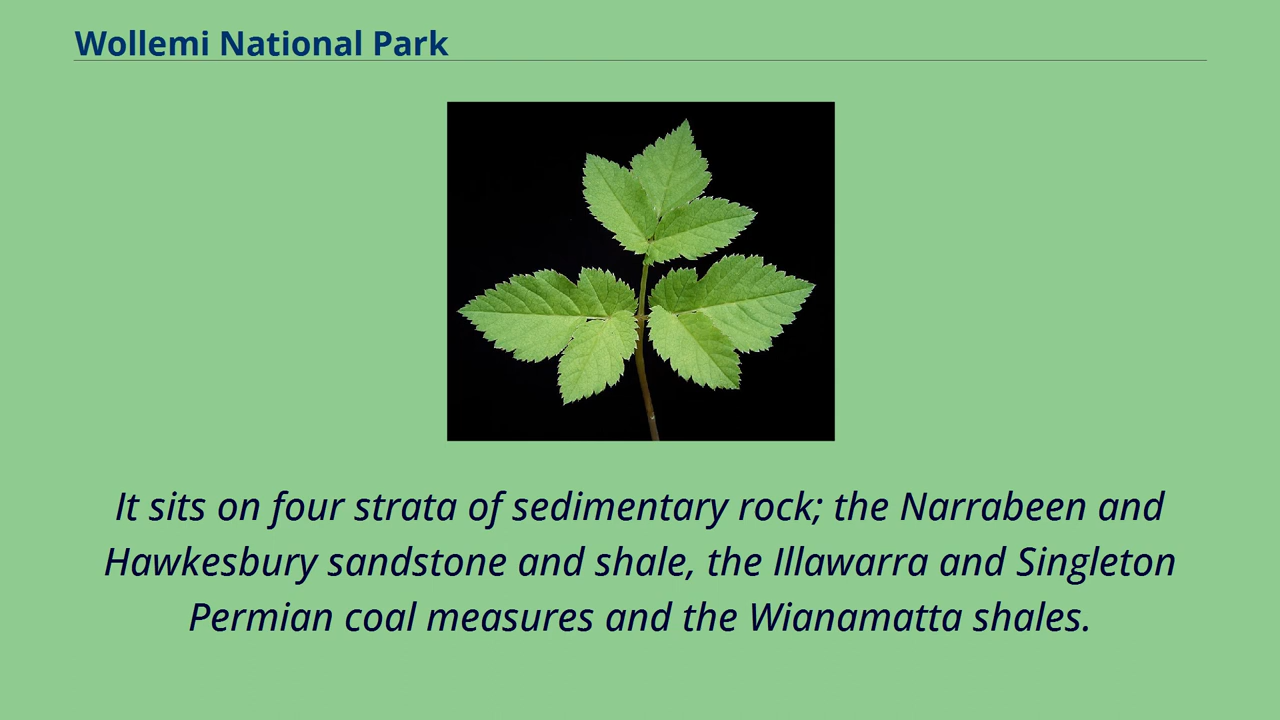 Wollemi National Park
It sits on four strata of sedimentary rock; the Narrabeen and
Hawkesbury sandstone and shale, the Illawarra and Singleton
Permian coal measures and the Wianamatta shales.